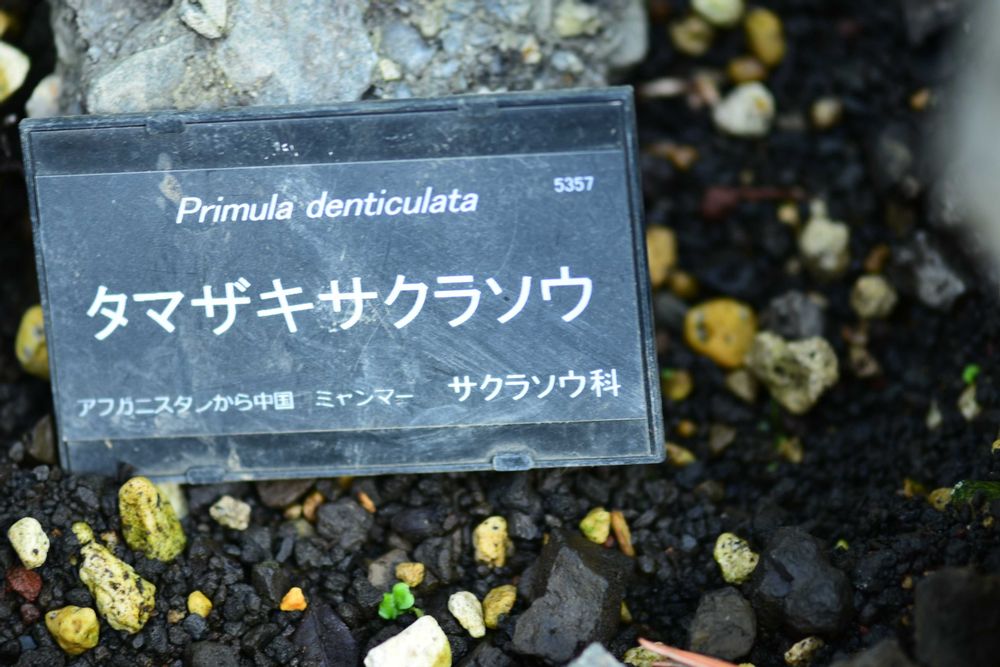 Primula denticulata 5357
タマザキサクラソウ
アフガニスタンから中国 ミャンマー サクラソウ科